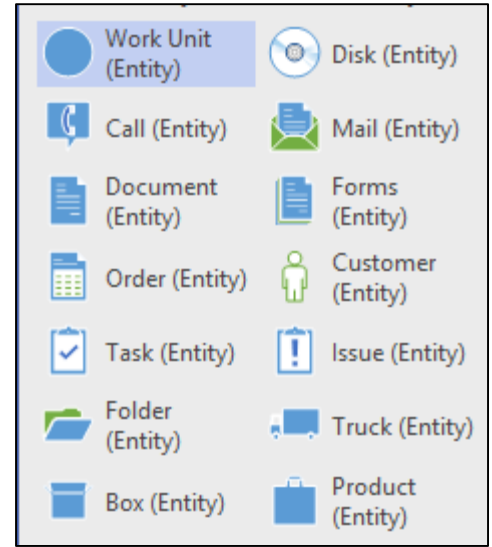 Work Unit
(Entity)
Disk (Entity)
Call (Entity)
Mail (Entity)
Document
(Entity)
Forms
(Entity)
Order (Entity)
Customer
(Entity)
Task (Entity)
Issue (Entity)
Folder
(Entity)
Truck (Entity)
Box (Entity)
Product
(Entity)